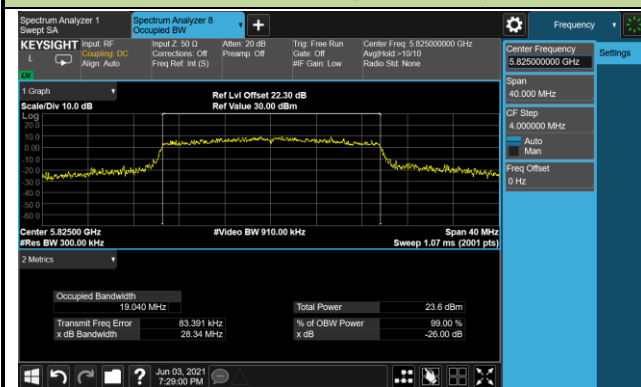 Spectrum Analyzer 1
Swept SA
Spectrum Analyzer 8
Occupied BW
+
Frequency
KEYSIGHT
L
Input: RF
Coupling: DC
Align: Auto
Input Z: 50 Ω
Corrections: Off
Freq Ref: Int (S)
Atten: 20 dB
Preamp: Off
Trig: Free Run
Gate: Off
#IF Gain: Low
Center Freq: 5.825000000 GHz
Avg|Hold:>10/10
Radio Std: None
Center Frequency
5.825000000 GHz
Settings
Span
40.000 MHz
CF Step
4.000000 MHz
Auto
Man
Freq Offset
0 Hz
1 Graph
Scale/Div 10.0 dB
Ref Lvl Offset 22.30 dB
Ref Value 30.00 dBm
Log
20.0
10.0
0.00
-10.0
-20.0
-30.0
-40.0
-50.0
-60.0
Center 5.82500 GHz
#Res BW 300.00 kHz
#Video BW 910.00 kHz
Span 40 MHz
Sweep 1.07 ms (2001 pts)
2 Metrics
Occupied Bandwidth
19.040 MHz
Total Power 23.6 dBm
Transmit Freq Error 83.391 kHz
% of OBW Power 99.00 %
x dB Bandwidth 28.34 MHz
x dB -26.00 dB
?
Jun 03, 2021
7:29:00 PM